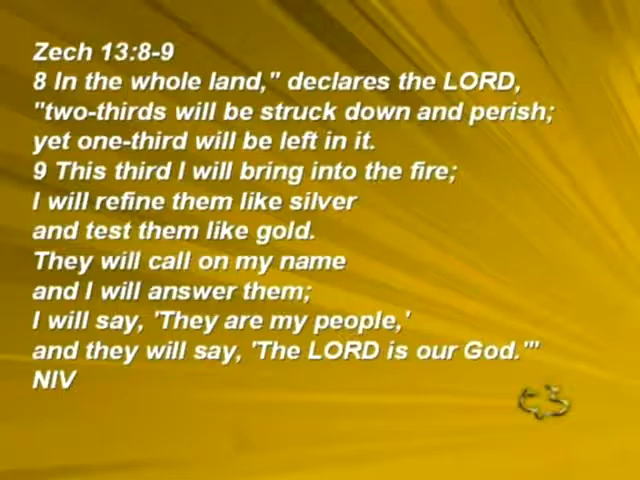 Zech 13:8-9
8 In the whole land," declares the LORD,
"two-thirds will be struck down and perish;
yet one-third will be left in it.
9 This third I will bring into the fire;
I will refine them like silver
and test them like gold.
They will call on my name
and I will answer them;
I will say, 'They are my people,'
and they will say, 'The LORD is our God.'"
NIV